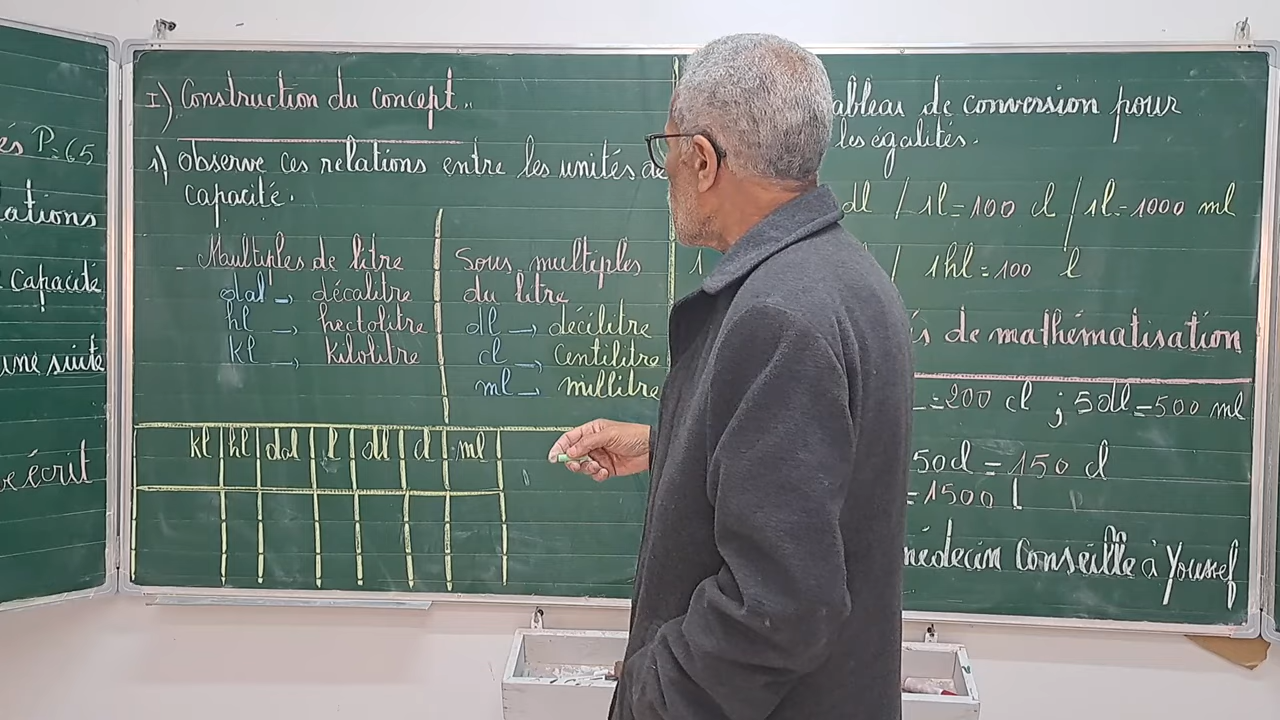 és P=65
ations
capacité
une suite
écrit
I) Construction du concept.
1) observe ces relations entre les unités de
capacité.
Multiples de litre
dal → décalitre
hl → hectolitre
kl → kilolitre
Sous multiples
du litre
dl → décilitre
cl → centilitre
ml → millitre
kl hl dal l dl cl ml
ableau de conversion pour
les égalités.
dl / 1l=100 cl / 1l=1000 ml
1
/ 1hl=100 l
s de mathématisation
=200 cl ; 5dl=500 ml
=150 cl
=1500 l
médecin conseille à Youssef